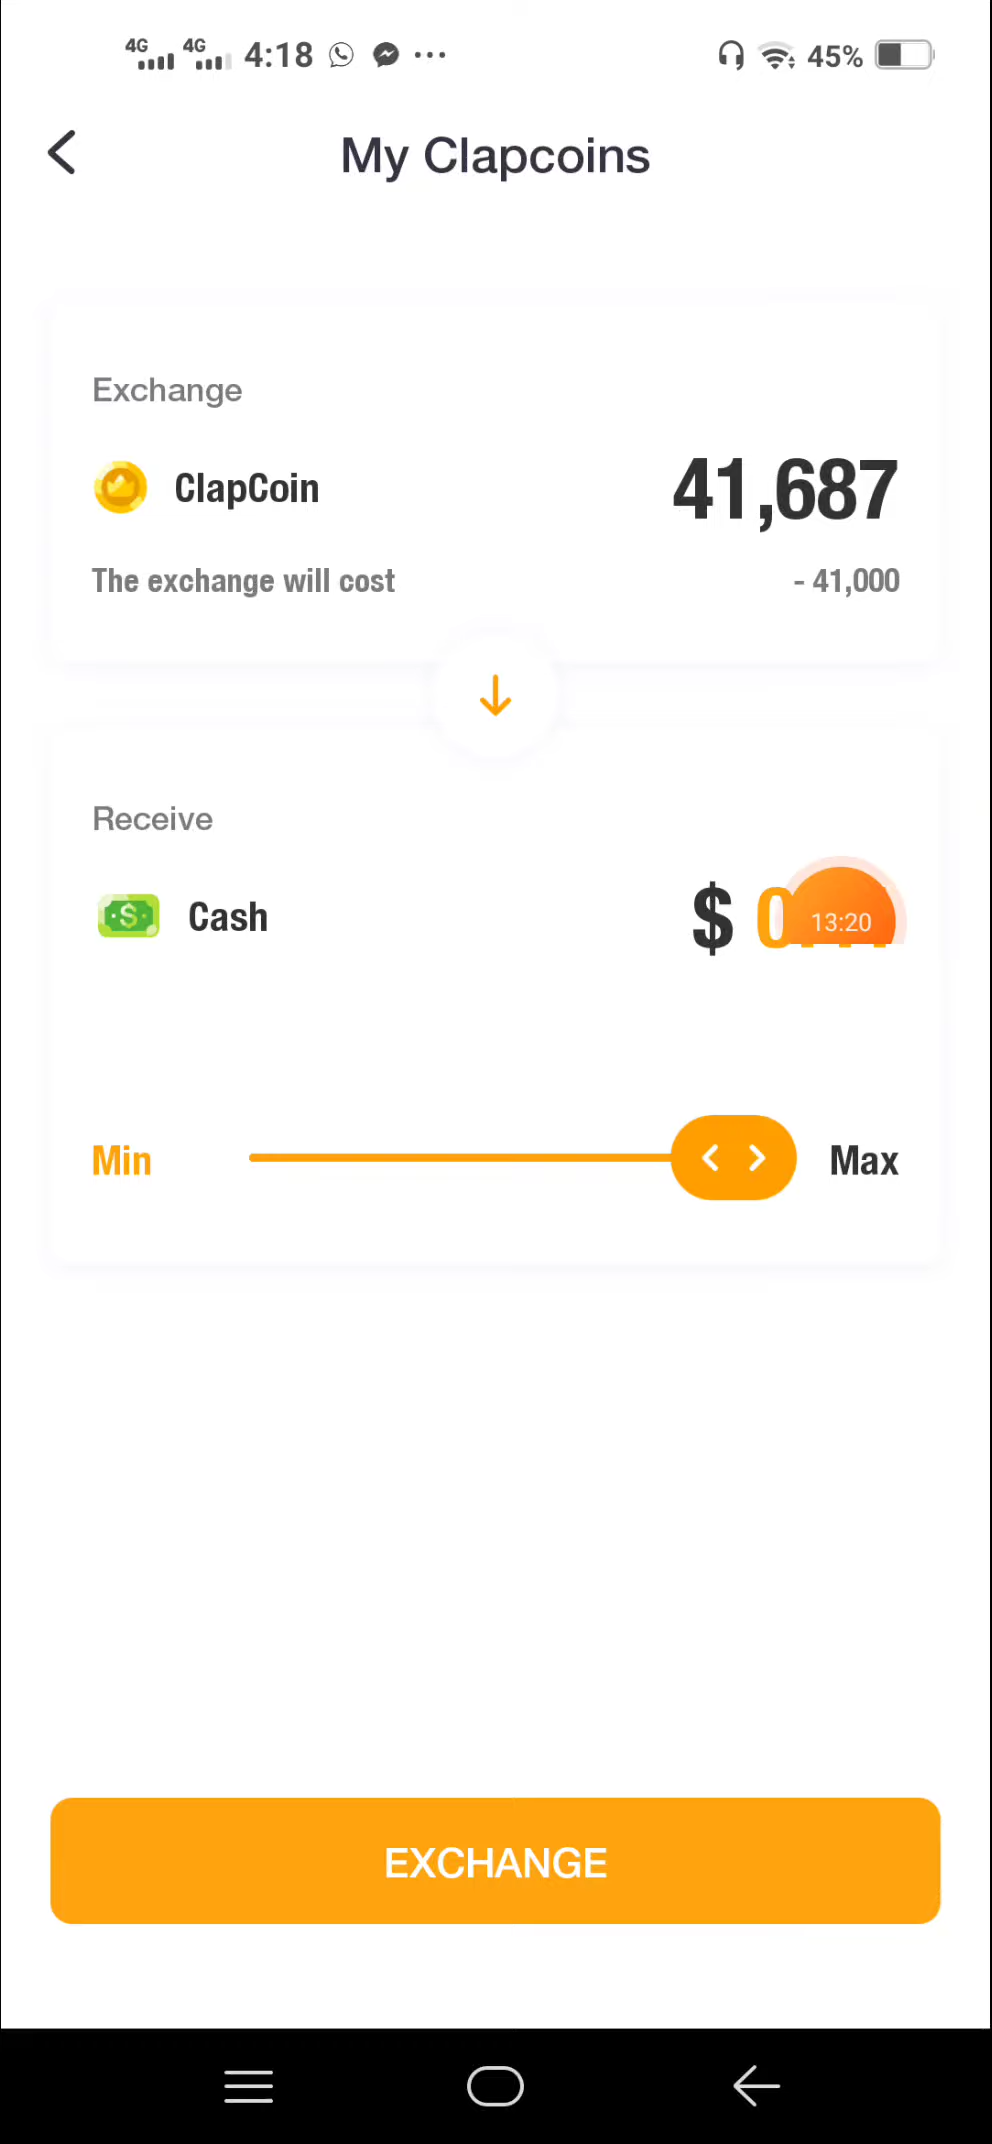 4G 4G 4:18 45%
My Clapcoins
Exchange
ClapCoin 41,687
The exchange will cost - 41,000
Receive
Cash $ 0
13:20
Min Max
EXCHANGE